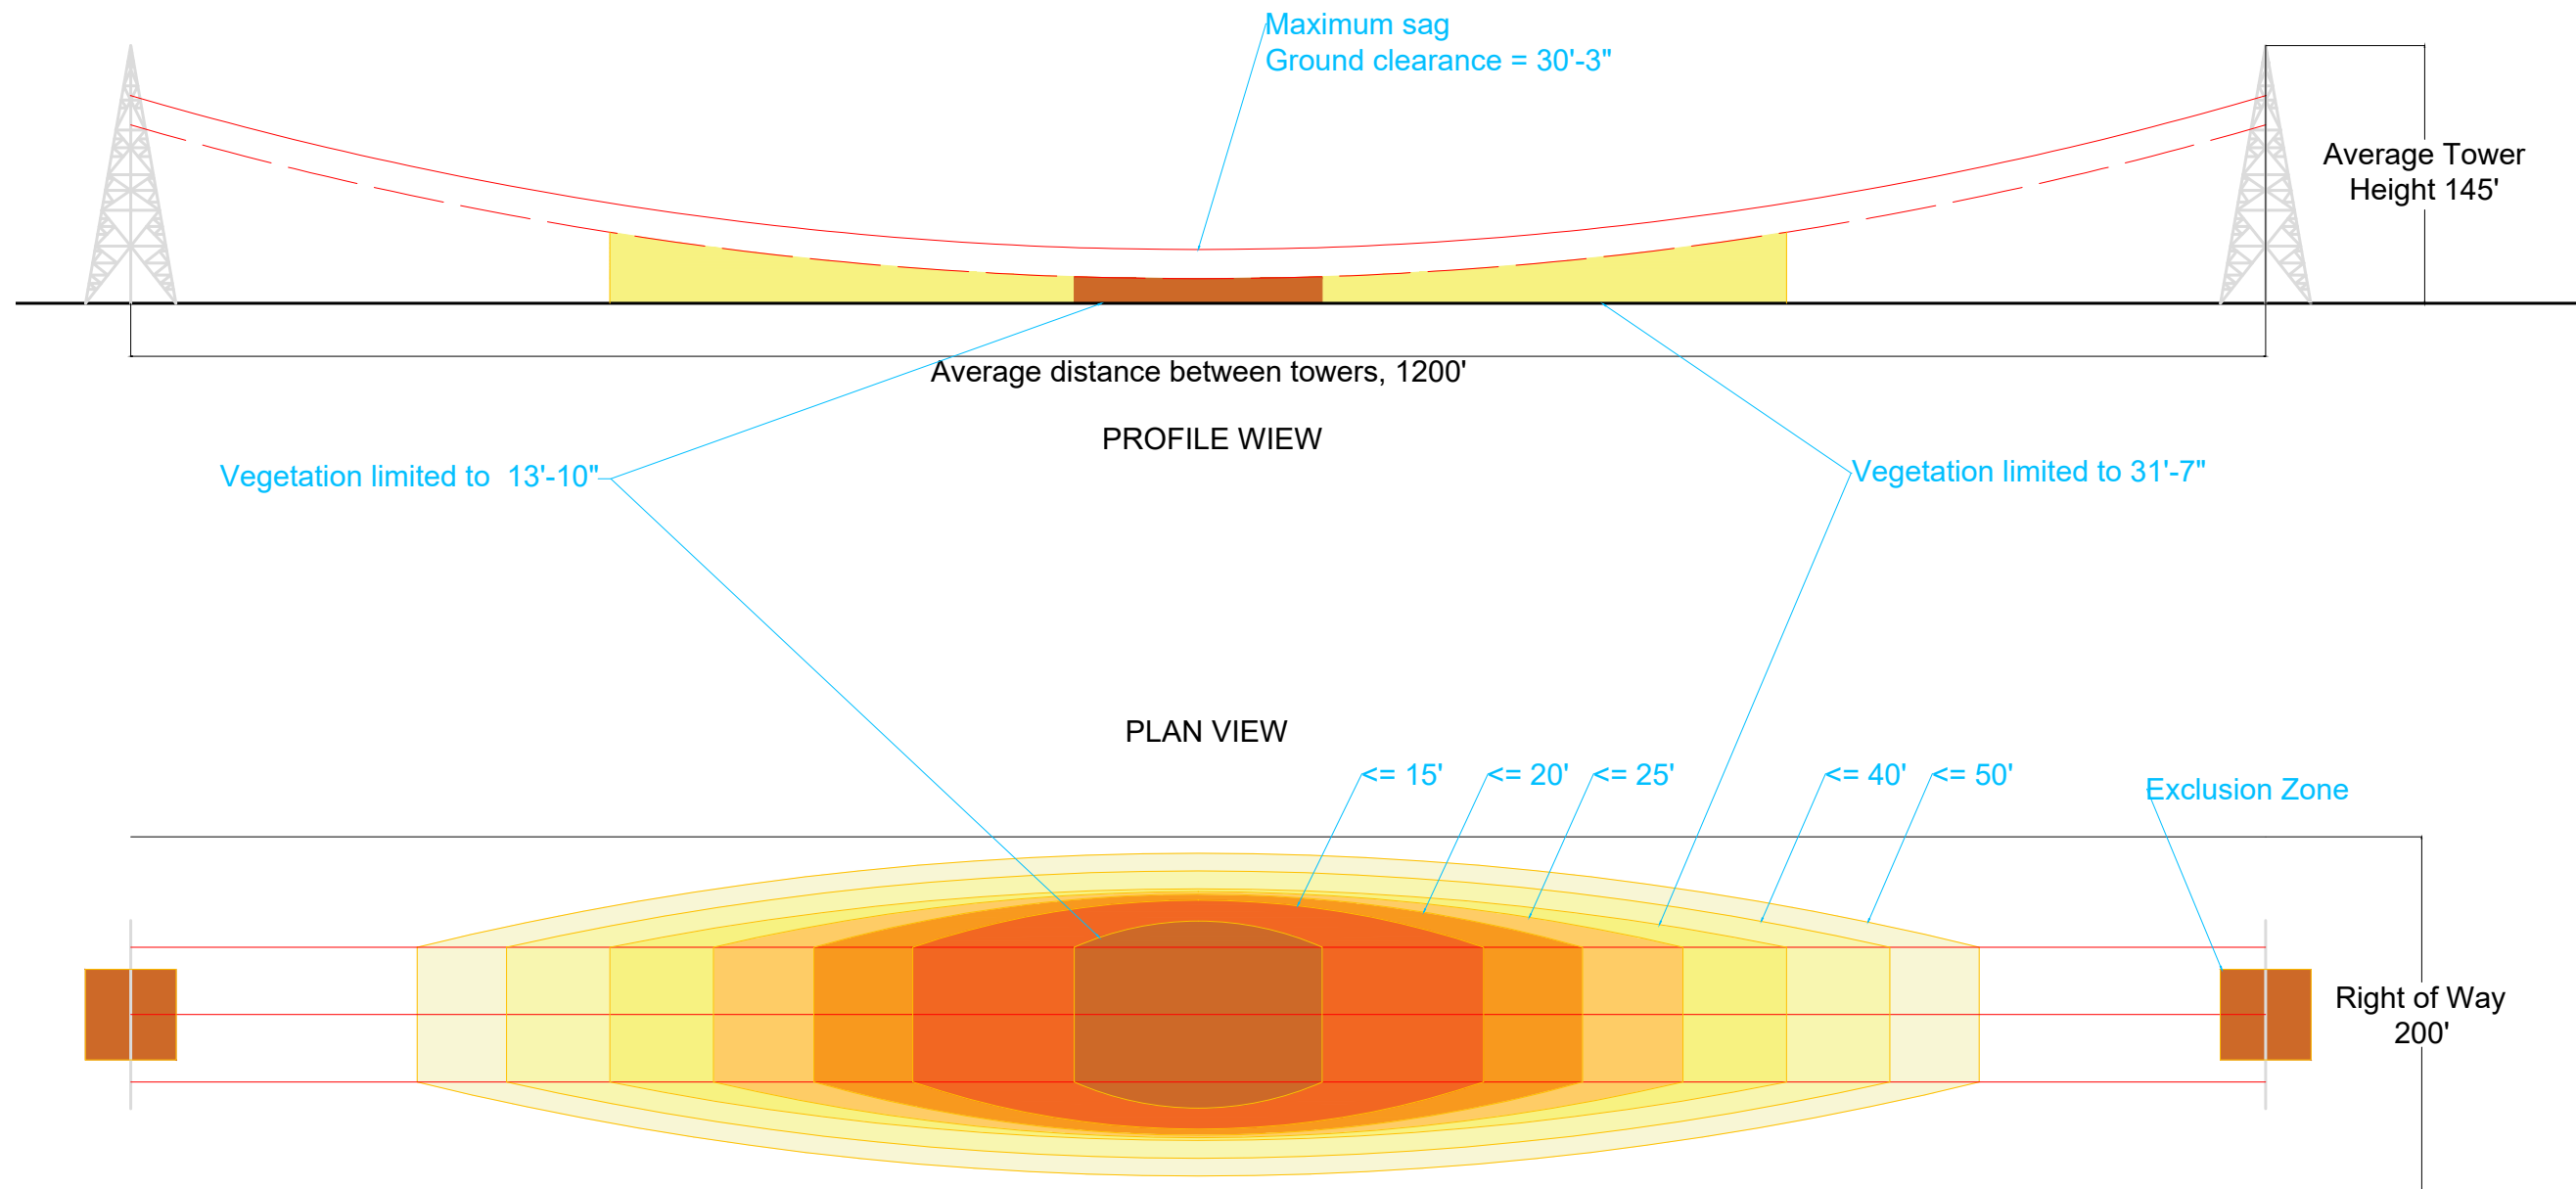 Maximum sag
Ground clearance = 30'-3"
Average Tower
Height 145'
Average distance between towers, 1200'
PROFILE WIEW
Vegetation limited to  13'-10"
Vegetation limited to 31'-7"
PLAN VIEW
<= 15'
<= 20'
<= 25'
<= 40'
<= 50'
Exclusion Zone
Right of Way
200'